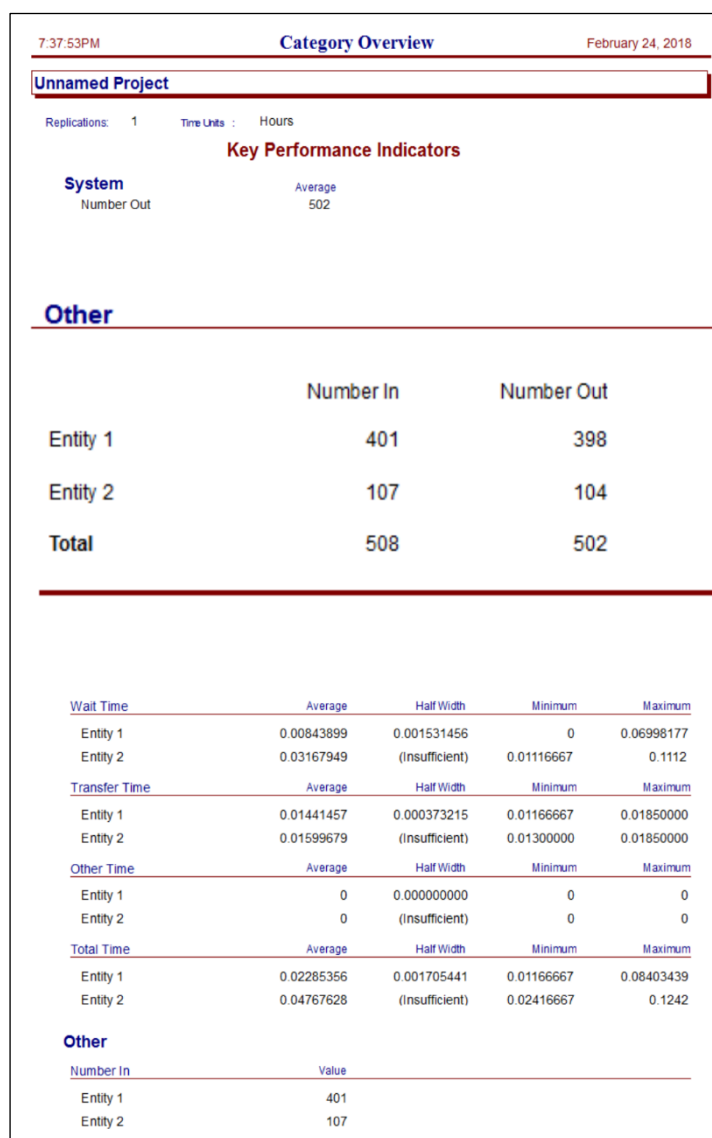 7:37:53PM Category Overview February 24, 2018
Unnamed Project
Replications: 1 Time Units : Hours
Key Performance Indicators
System Average
Number Out 502
Other
Number In Number Out
Entity 1 401 398
Entity 2 107 104
Total 508 502
Wait Time Average Half Width Minimum Maximum
Entity 1 0.00843899 0.001531456 0 0.06998177
Entity 2 0.03167949 (Insufficient) 0.01116667 0.1112
Transfer Time Average Half Width Minimum Maximum
Entity 1 0.01441457 0.000373215 0.01166667 0.01850000
Entity 2 0.01599679 (Insufficient) 0.01300000 0.01850000
Other Time Average Half Width Minimum Maximum
Entity 1 0 0.000000000 0 0
Entity 2 0 (Insufficient) 0 0
Total Time Average Half Width Minimum Maximum
Entity 1 0.02285356 0.001705441 0.01166667 0.08403439
Entity 2 0.04767628 (Insufficient) 0.02416667 0.1242
Other
Number In Value
Entity 1 401
Entity 2 107